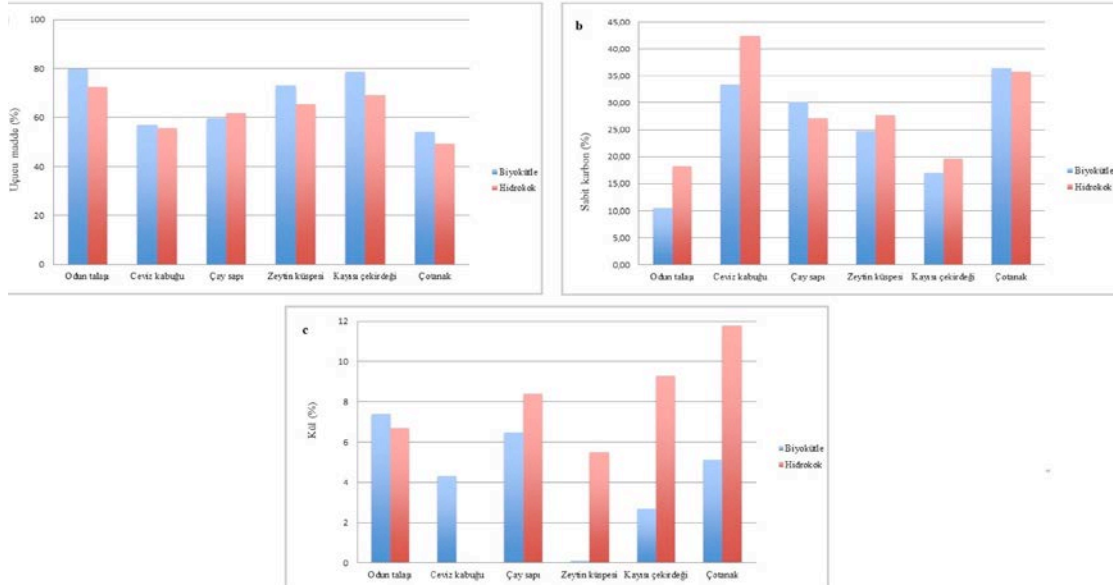 100
80
60
40
20
0
Uçucu madde (%)
Odun talaşı Ceviz kabuğu Çay sapı Zeytin küspesi Kayısı çekirdeği Çotanak
Biyokütle
Hidrokok
b
45,00
40,00
35,00
30,00
25,00
20,00
15,00
10,00
5,00
0,00
Sabit karbon (%)
Odun talaşı Ceviz kabuğu Çay sapı Zeytin küspesi Kayısı çekirdeği Çotanak
Biyokütle
Hidrokok
c
12
10
8
6
4
2
0
Kül (%)
Odun talaşı Ceviz kabuğu Çay sapı Zeytin küspesi Kayısı çekirdeği Çotanak
Biyokütle
Hidrokok